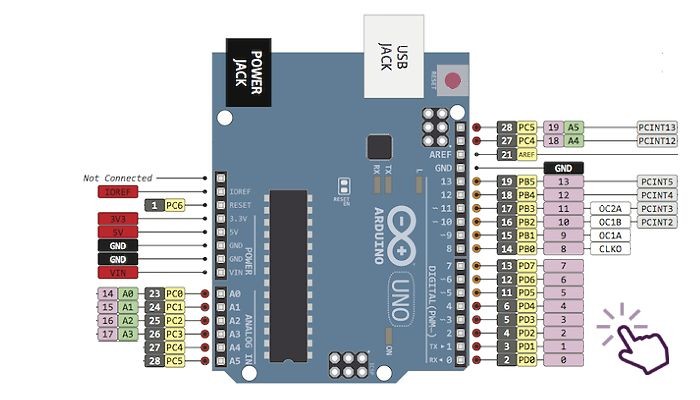 POWER JACK
USB JACK
RESET
28 PC5 19 A5 PCINT13
27 PC4 18 A4 PCINT12
AREF 21 AREF
GND GND
13 19 PB5 13 PCINT5
12 18 PB4 12 PCINT4
~11 17 PB3 11 OC2A PCINT3
~10 16 PB2 10 OC1B PCINT2
~9 15 PB1 9 OC1A
8 14 PB0 8 CLKO
7 13 PD7 7
~6 12 PD6 6
~5 11 PD5 5
4 6 PD4 4
~3 5 PD3 3
2 4 PD2 2
TX ▸ 1 3 PD1 1
RX ◂ 0 2 PD0 0
Not Connected
IOREF IOREF
1 PC6 RESET
3V3 3.3V
5V 5V
GND GND
GND GND
VIN VIN
14 A0 23 PC0 A0
15 A1 24 PC1 A1
16 A2 25 PC2 A2
17 A3 26 PC3 A3
27 PC4 A4
28 PC5 A5
POWER
ANALOG IN
RESET EN
RX
TX
L
ARDUINO
UNO
DIGITAL (PWM~)
ON
ICSP